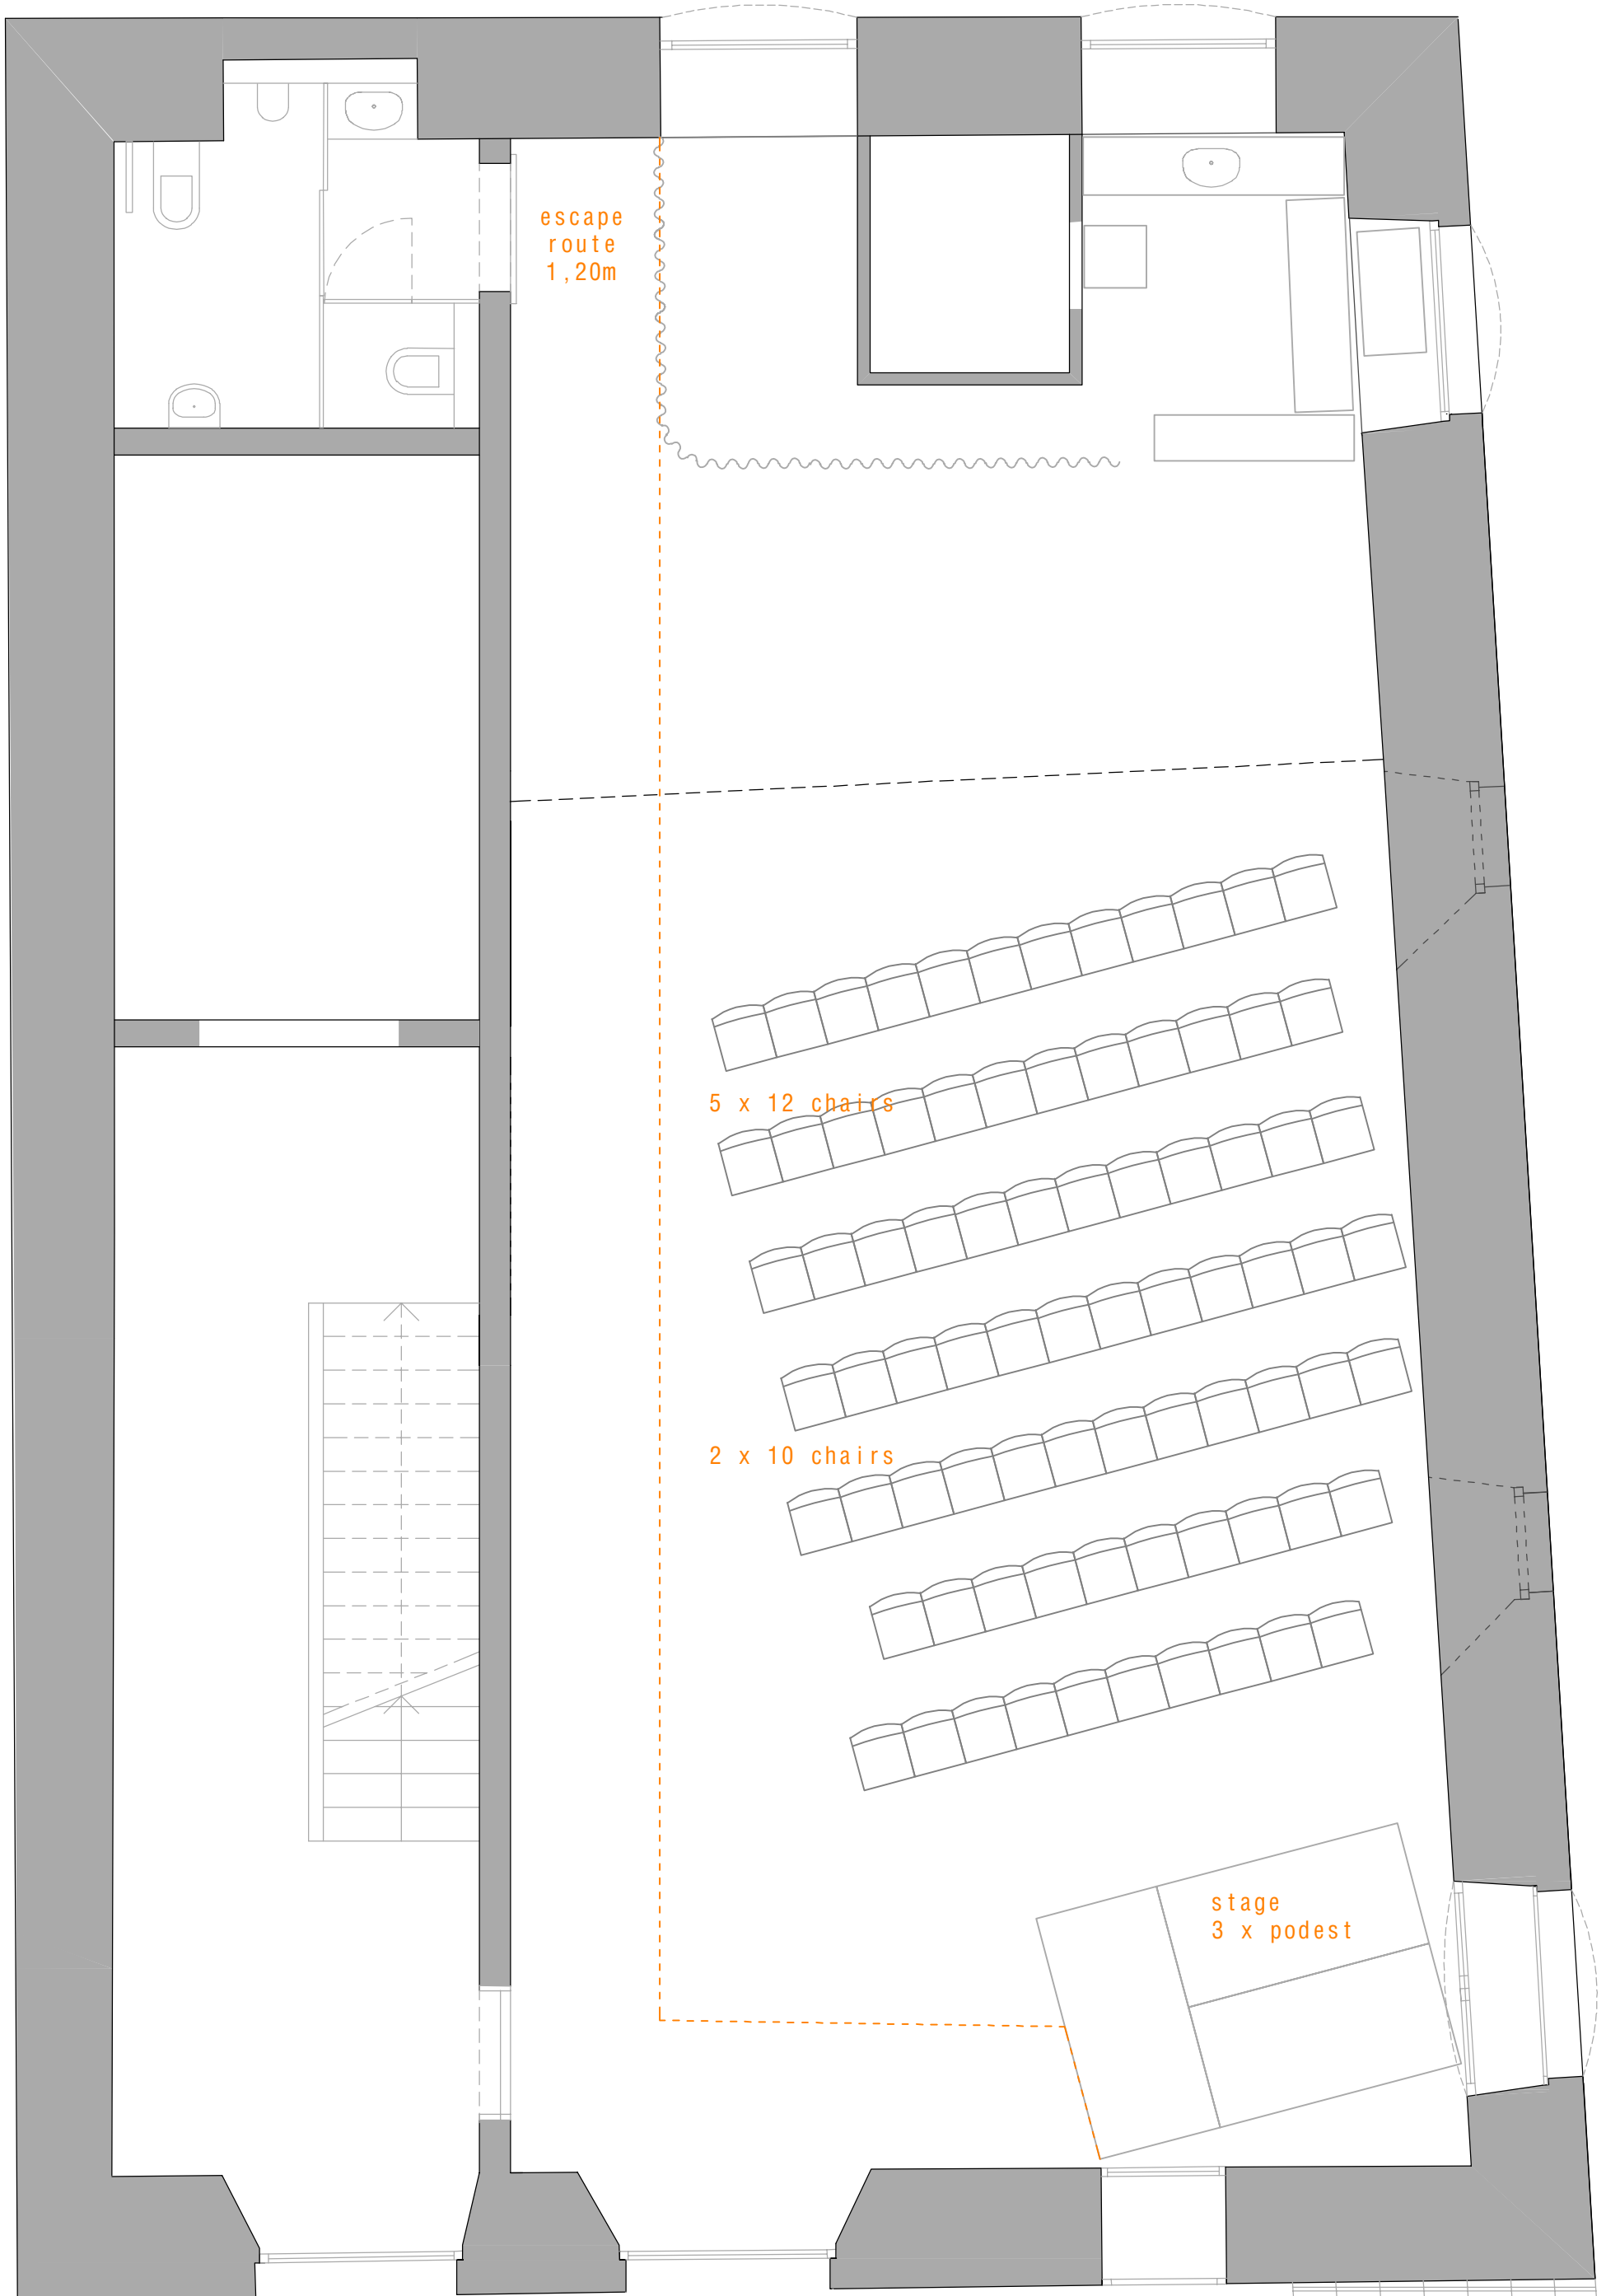 escape
route
1,20m
5 x 12 chairs
2 x 10 chairs
stage
3 x podest